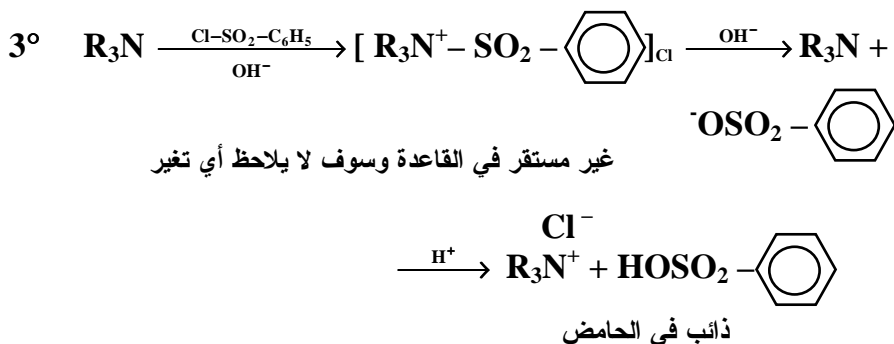 3° R₃N Cl–SO₂–C₆H₅ OH⁻ [ R₃N⁺– SO₂ – ]Cl OH⁻ R₃N +
⁻OSO₂ –
غير مستقر في القاعدة وسوف لا يلاحظ أي تغير
Cl⁻
H⁺ R₃N⁺ + HOSO₂ –
ذائب في الحامض